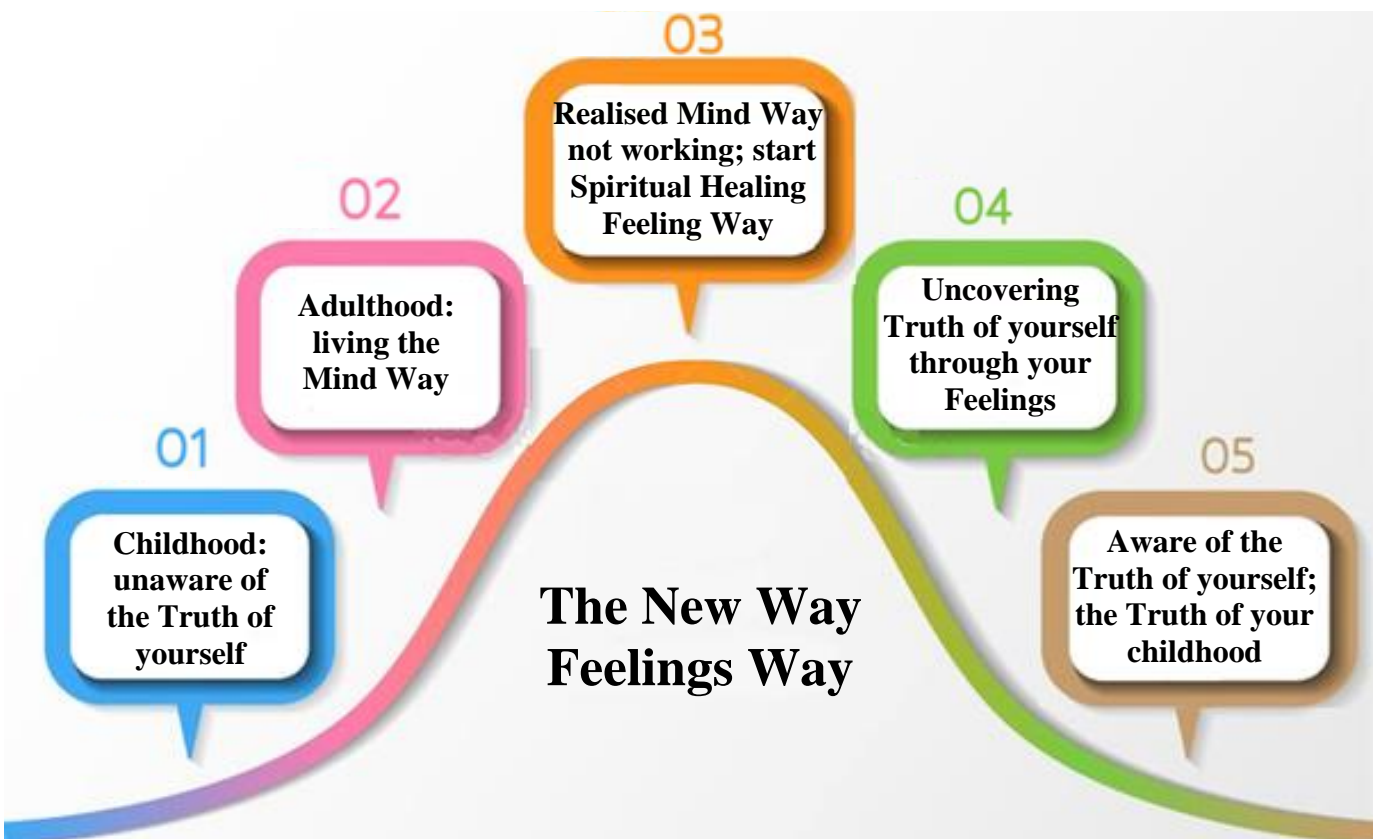 01
Childhood:
unaware of
the Truth of
yourself
02
Adulthood:
living the
Mind Way
03
Realised Mind Way
not working; start
Spiritual Healing
Feeling Way
04
Uncovering
Truth of yourself
through your
Feelings
05
Aware of the
Truth of yourself;
the Truth of your
childhood
The New Way
Feelings Way